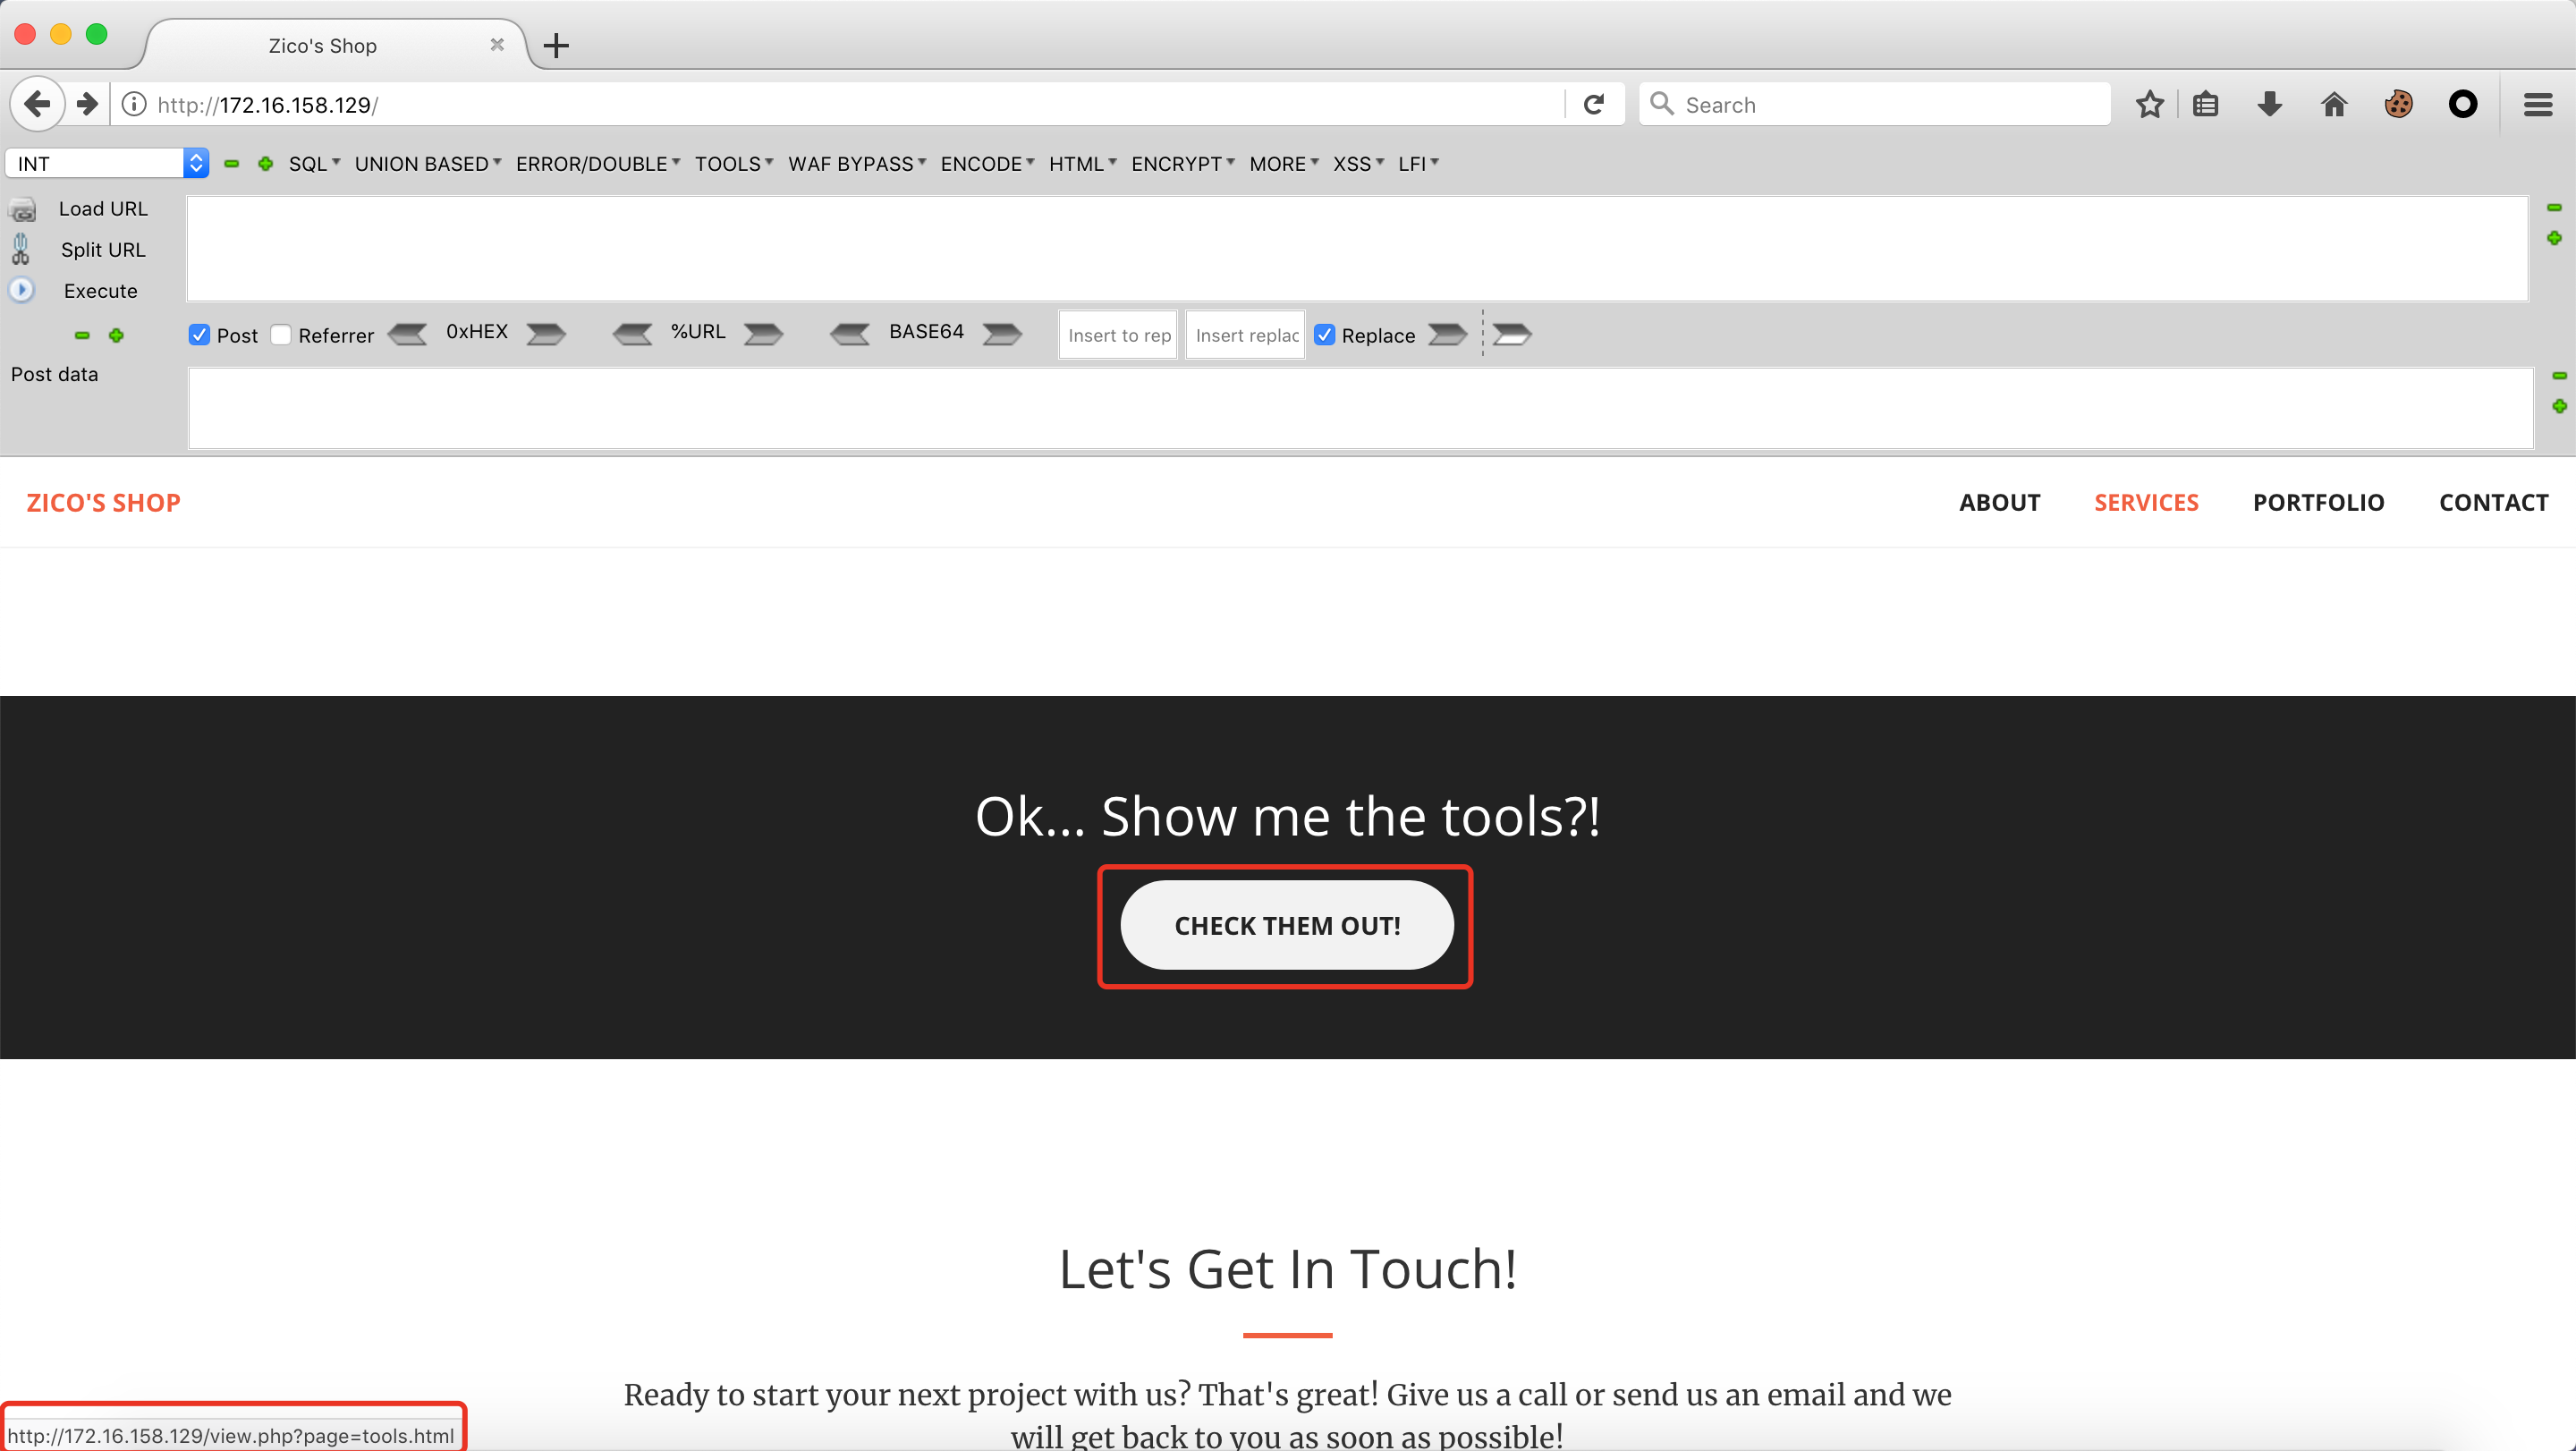 Zico's Shop
http://172.16.158.129/
Search
INT
SQL UNION BASED ERROR/DOUBLE TOOLS WAF BYPASS ENCODE HTML ENCRYPT MORE XSS LFI
Load URL
Split URL
Execute
Post Referrer 0xHEX %URL BASE64 Insert to rep Insert replac Replace
Post data
ZICO'S SHOP
ABOUT SERVICES PORTFOLIO CONTACT
Ok... Show me the tools?!
CHECK THEM OUT!
Let's Get In Touch!
Ready to start your next project with us? That's great! Give us a call or send us an email and we
will get back to you as soon as possible!
http://172.16.158.129/view.php?page=tools.html